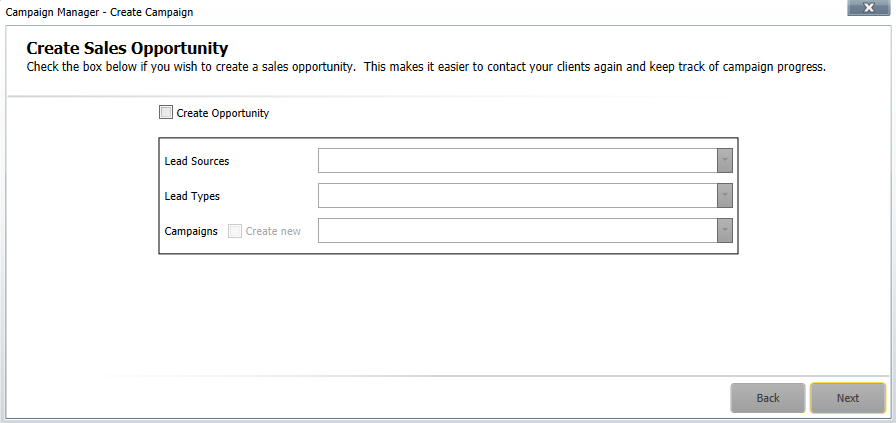 Campaign Manager - Create Campaign
Create Sales Opportunity
Check the box below if you wish to create a sales opportunity.  This makes it easier to contact your clients again and keep track of campaign progress.
Create Opportunity
Lead Sources
Lead Types
Campaigns Create new
Back Next